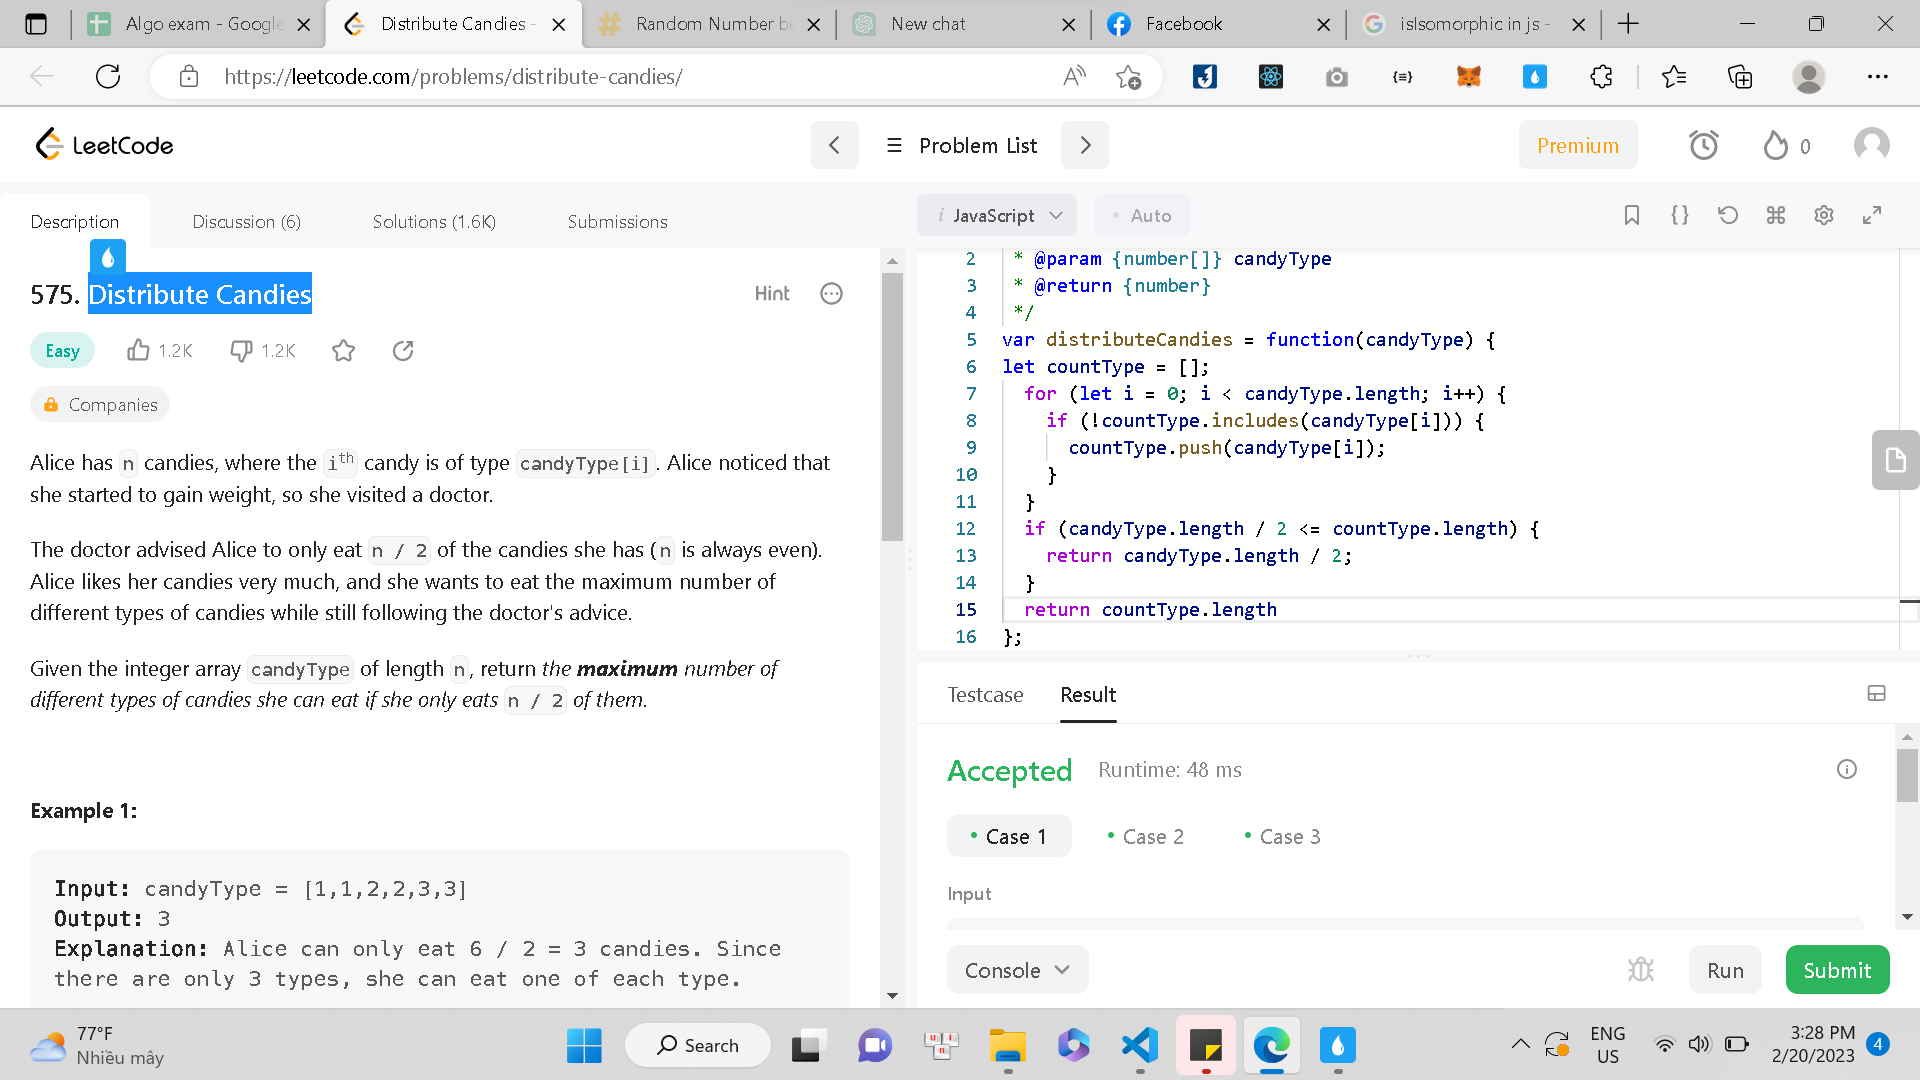 Algo exam - Google
Distribute Candies -
Random Number be
New chat
Facebook
isIsomorphic in js -
https://leetcode.com/problems/distribute-candies/
LeetCode
Problem List
Premium
0
Description
Discussion (6)
Solutions (1.6K)
Submissions
575. Distribute Candies
Hint
Easy
1.2K
1.2K
Companies
Alice has n candies, where the ith candy is of type candyType[i]. Alice noticed that
she started to gain weight, so she visited a doctor.
The doctor advised Alice to only eat n / 2 of the candies she has (n is always even).
Alice likes her candies very much, and she wants to eat the maximum number of
different types of candies while still following the doctor's advice.
Given the integer array candyType of length n, return the maximum number of
different types of candies she can eat if she only eats n / 2 of them.
Example 1:
Input: candyType = [1,1,2,2,3,3]
Output: 3
Explanation: Alice can only eat 6 / 2 = 3 candies. Since
there are only 3 types, she can eat one of each type.
i JavaScript
Auto
2 * @param {number[]} candyType
3 * @return {number}
4 */
5 var distributeCandies = function(candyType) {
6 let countType = [];
7 for (let i = 0; i < candyType.length; i++) {
8 if (!countType.includes(candyType[i])) {
9 countType.push(candyType[i]);
10 }
11 }
12 if (candyType.length / 2 <= countType.length) {
13 return candyType.length / 2;
14 }
15 return countType.length
16 };
Testcase
Result
Accepted
Runtime: 48 ms
Case 1
Case 2
Case 3
Input
Console
Run
Submit
77°F
Nhiều mây
Search
ENG
US
3:28 PM
2/20/2023
4